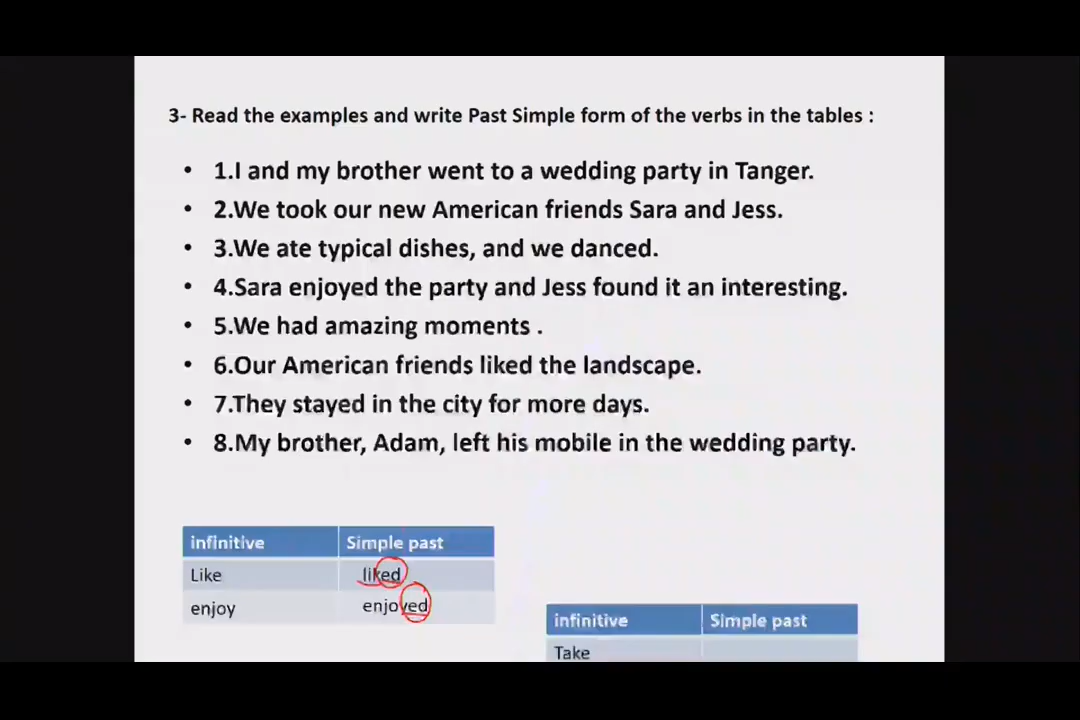 3- Read the examples and write Past Simple form of the verbs in the tables :
• 1.I and my brother went to a wedding party in Tanger.
• 2.We took our new American friends Sara and Jess.
• 3.We ate typical dishes, and we danced.
• 4.Sara enjoyed the party and Jess found it an interesting.
• 5.We had amazing moments .
• 6.Our American friends liked the landscape.
• 7.They stayed in the city for more days.
• 8.My brother, Adam, left his mobile in the wedding party.
infinitive Simple past
Like liked
enjoy enjoyed
infinitive Simple past
Take